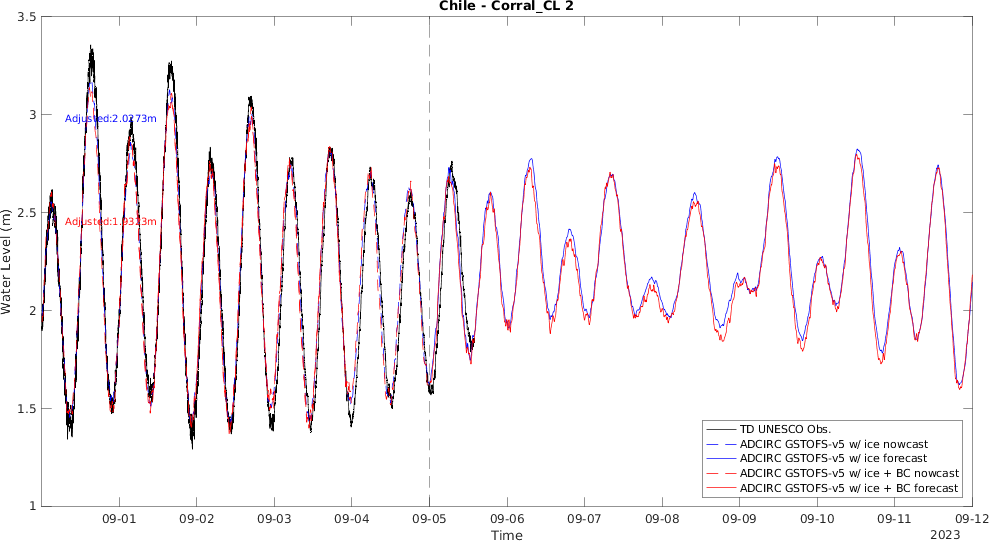 Chile - Corral_CL 2
3.5
3
2.5
2
1.5
1
Water Level (m)
Adjusted:2.0273m
Adjusted:1.9323m
TD UNESCO Obs.
ADCIRC GSTOFS-v5 w/ ice nowcast
ADCIRC GSTOFS-v5 w/ ice forecast
ADCIRC GSTOFS-v5 w/ ice + BC nowcast
ADCIRC GSTOFS-v5 w/ ice + BC forecast
09-01 09-02 09-03 09-04 09-05 09-06 09-07 09-08 09-09 09-10 09-11 09-12
Time
2023